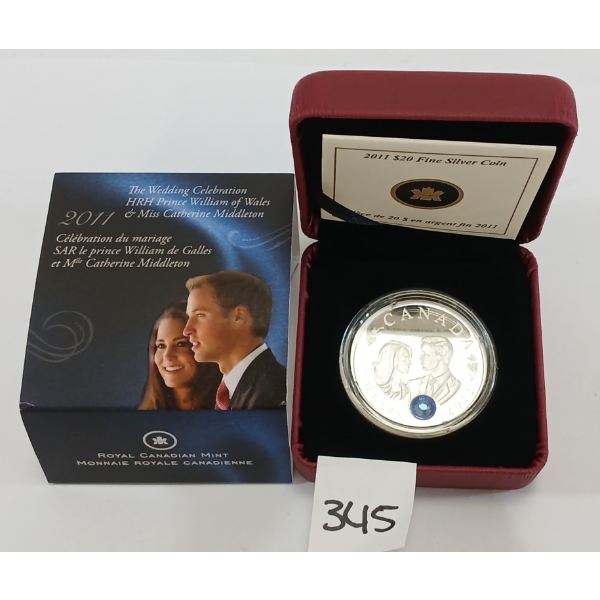 The Wedding Celebration
HRH Prince William of Wales
& Miss Catherine Middleton
2011
Célébration du mariage
SAR le prince William de Galles
et Mlle Catherine Middleton
ROYAL CANADIAN MINT
MONNAIE ROYALE CANADIENNE
2011 $20 Fine Silver Coin
de 20 $ en argent fin 2011
CANADA
345